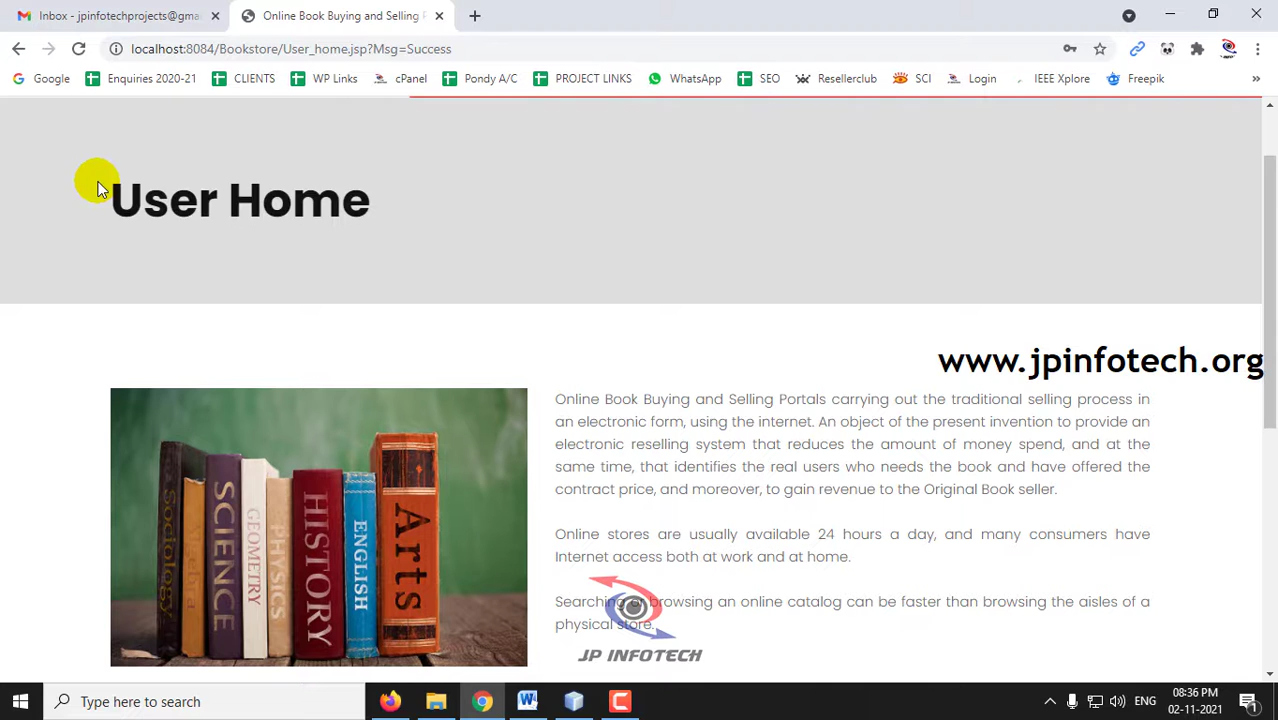 Inbox - jpinfotechprojects@gma
Online Book Buying and Selling P
localhost:8084/Bookstore/User_home.jsp?Msg=Success
Google
Enquiries 2020-21
CLIENTS
WP Links
cPanel
Pondy A/C
PROJECT LINKS
WhatsApp
SEO
Resellerclub
SCI
Login
IEEE Xplore
Freepik
User Home
www.jpinfotech.org
Online Book Buying and Selling Portals carrying out the traditional selling process in
an electronic form, using the internet. An object of the present invention to provide an
electronic reselling system that reduces the amount of money spend, and at the
same time, that identifies the real users who needs the book and have offered the
contract price, and moreover, to gain revenue to the Original Book seller.
Online stores are usually available 24 hours a day, and many consumers have
Internet access both at work and at home.
Searching or browsing an online catalog can be faster than browsing the aisles of a
physical store.
JP INFOTECH
Sociology
SCIENCE
GEOMETRY
PHYSICS
HISTORY
ENGLISH
Arts
Type here to search
ENG
08:36 PM
02-11-2021
1